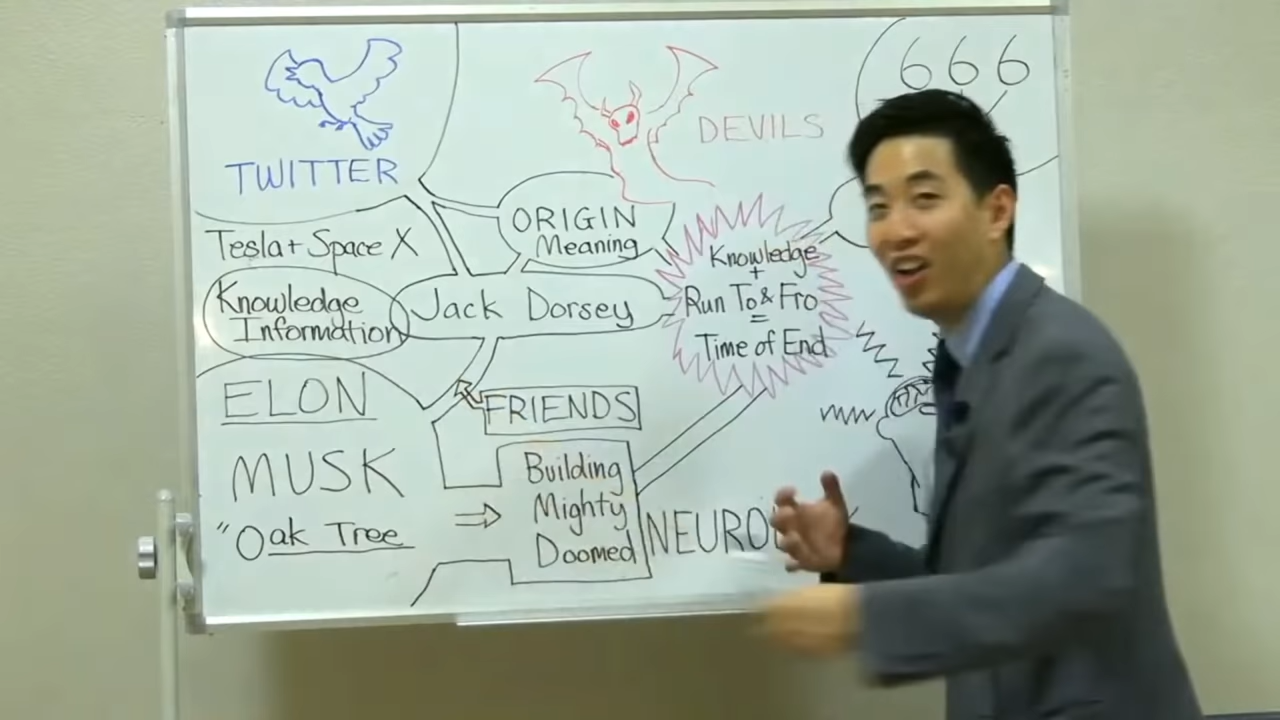 TWITTER
DEVILS
666
ORIGIN
Meaning
Tesla + Space X
Knowledge
Information
Jack Dorsey
Knowledge
+
Run To & Fro
=
Time of End
ELON
MUSK
"Oak Tree
FRIENDS
Building
Mighty
Doomed